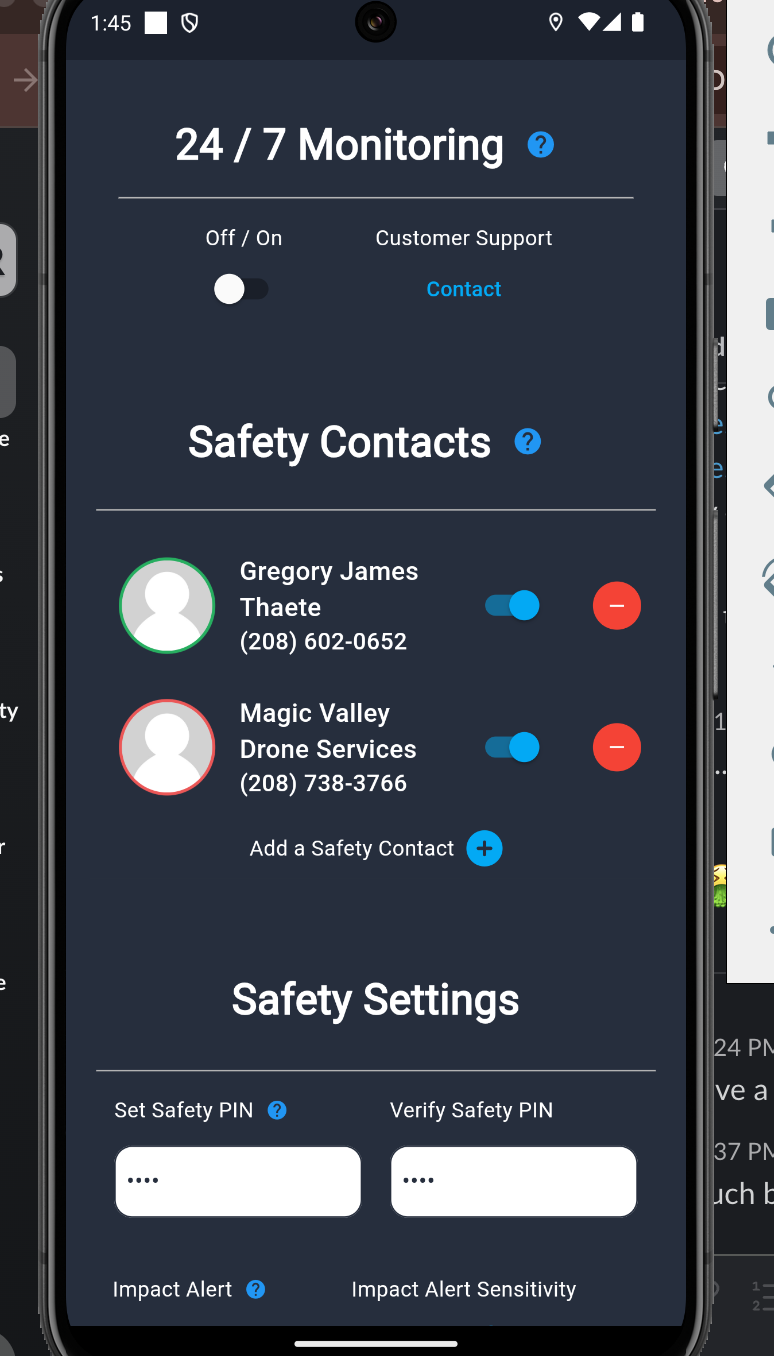 1:45
24 / 7 Monitoring
Off / On
Customer Support
Contact
Safety Contacts
Gregory James
Thaete
(208) 602-0652
Magic Valley
Drone Services
(208) 738-3766
Add a Safety Contact
Safety Settings
Set Safety PIN
Verify Safety PIN
••••
••••
Impact Alert
Impact Alert Sensitivity
24 PM
ve a
37 PM